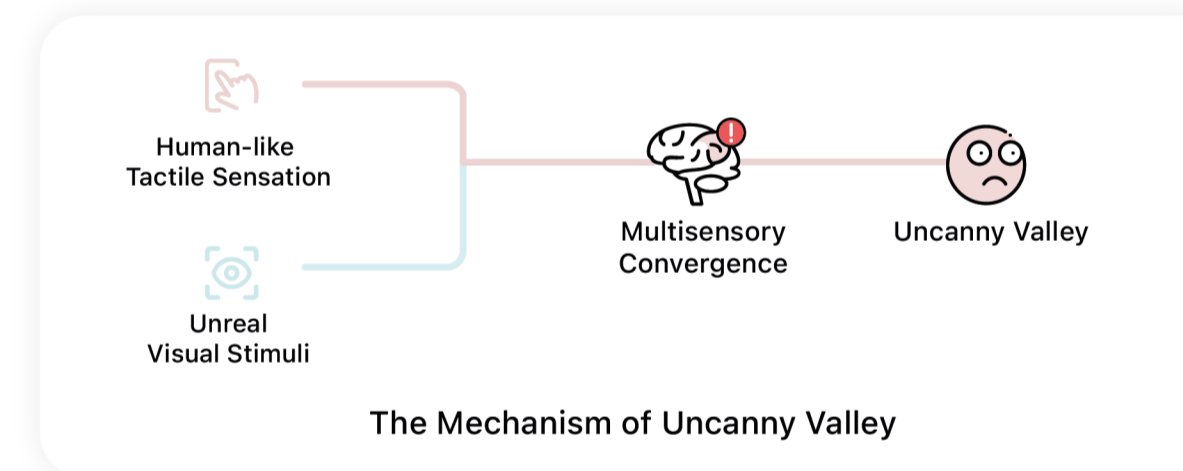 Human-like
Tactile Sensation
Unreal
Visual Stimuli
Multisensory
Convergence
Uncanny Valley
The Mechanism of Uncanny Valley